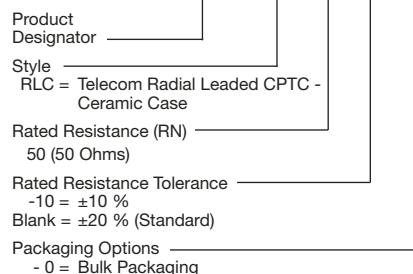 Product
Designator
Style
RLC = Telecom Radial Leaded CPTC -
Ceramic Case
Rated Resistance (RN)
50 (50 Ohms)
Rated Resistance Tolerance
-10 = ±10 %
Blank = ±20 % (Standard)
Packaging Options
- 0 = Bulk Packaging